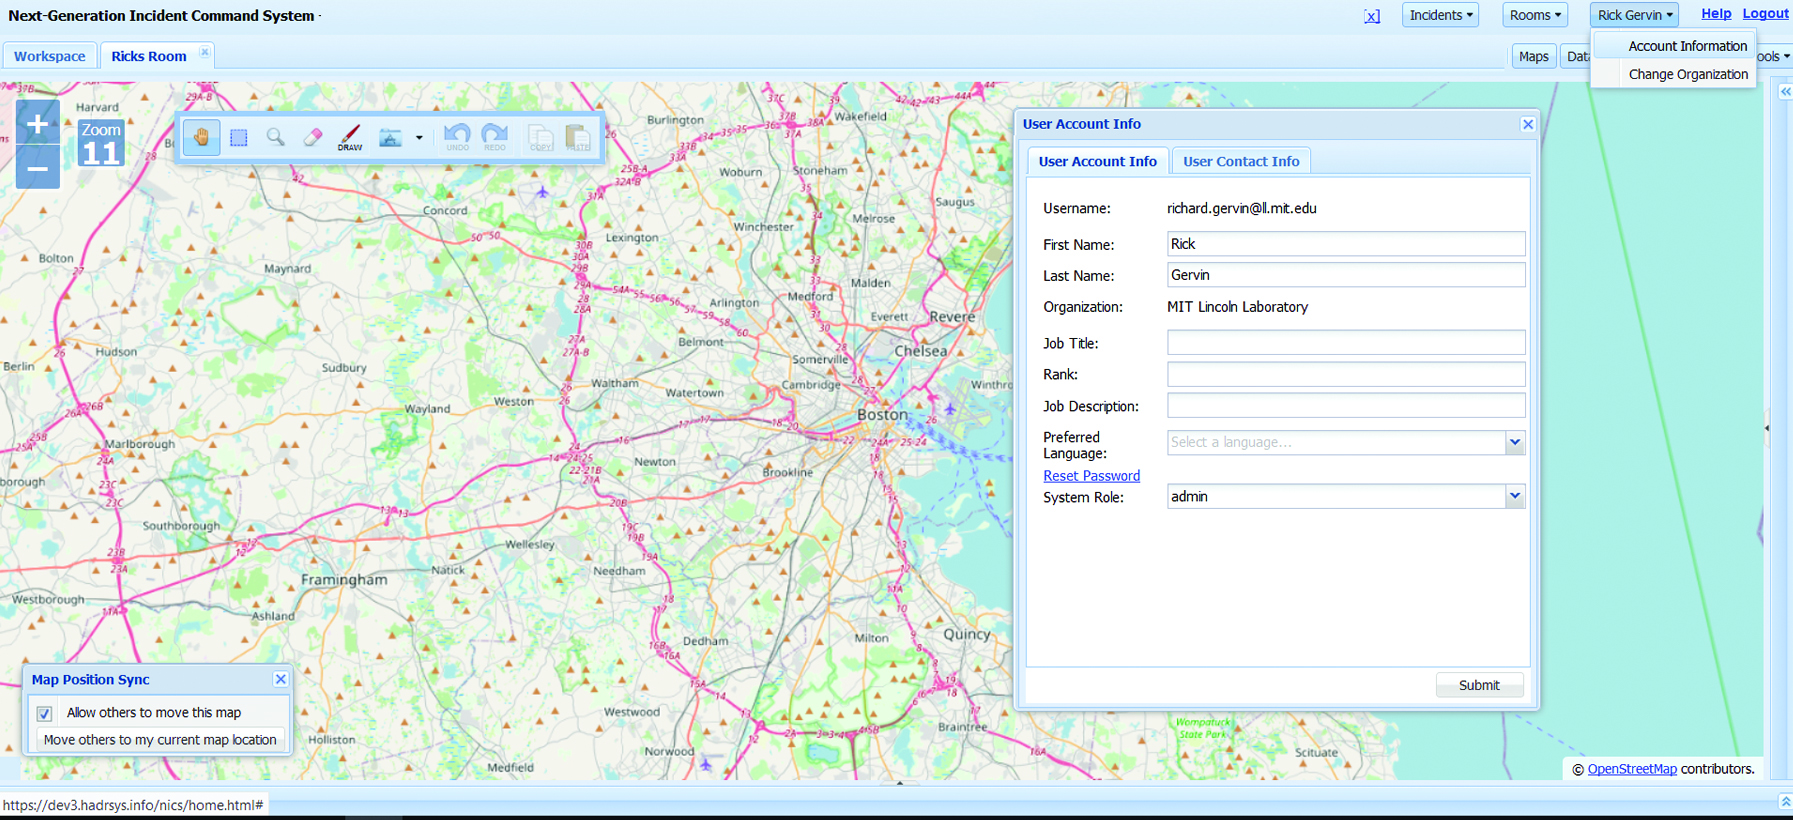 Next-Generation Incident Command System -
[x]
Incidents
Rooms
Rick Gervin
Help
Logout
Workspace
Ricks Room
Maps
Account Information
Change Organization
Zoom
11
DRAW
UNDO
REDO
COPY
User Account Info
User Account Info
User Contact Info
Username: richard.gervin@ll.mit.edu
First Name: Rick
Last Name: Gervin
Organization: MIT Lincoln Laboratory
Job Title:
Rank:
Job Description:
Preferred
Language:
Select a language...
Reset Password
System Role: admin
Submit
Harvard
Burlington
Wakefield
Woburn
Stoneham
Saugus
Concord
Lexington
Winchester
Melrose
Bolton
Maynard
Malden
Arlington
Medford
Everett
Revere
Belmont
Chelsea
Berlin
Hudson
Sudbury
Somerville
Waltham
Watertown
Cambridge
Wayland
Weston
Boston
Marlborough
Newton
Brookline
Southborough
Wellesley
Framingham
Natick
Needham
Westborough
Ashland
Dedham
Milton
Quincy
Westwood
Braintree
Holliston
Norwood
Medfield
Wompatuck
State Park
Scituate
Map Position Sync
Allow others to move this map
Move others to my current map location
© OpenStreetMap contributors.
https://dev3.hadrsys.info/nics/home.html#